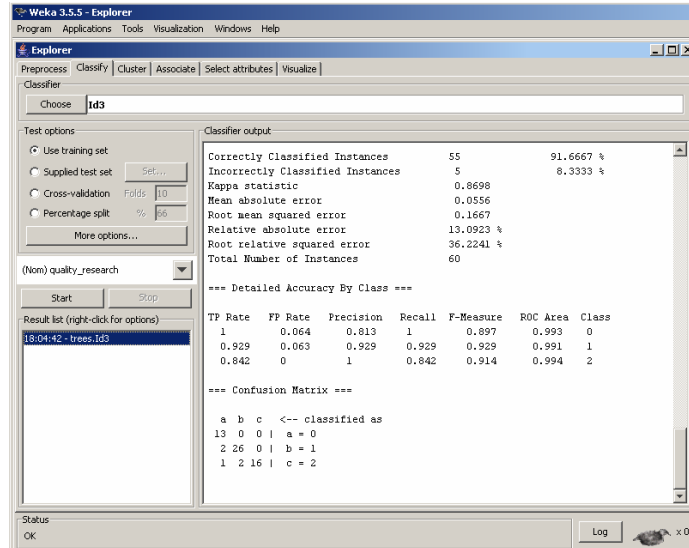 Weka 3.5.5 - Explorer
Program Applications Tools Visualization Windows Help
Explorer
Preprocess Classify Cluster Associate Select attributes Visualize
Classifier
Choose Id3
Test options
Use training set
Supplied test set Set...
Cross-validation Folds 10
Percentage split % 66
More options...
(Nom) quality_research
Start Stop
Result list (right-click for options)
18:04:42 - trees.Id3
Classifier output
Correctly Classified Instances 55 91.6667 %
Incorrectly Classified Instances 5 8.3333 %
Kappa statistic 0.8698
Mean absolute error 0.0556
Root mean squared error 0.1667
Relative absolute error 13.0923 %
Root relative squared error 36.2241 %
Total Number of Instances 60
=== Detailed Accuracy By Class ===
TP Rate FP Rate Precision Recall F-Measure ROC Area Class
1 0.064 0.813 1 0.897 0.993 0
0.929 0.063 0.929 0.929 0.929 0.991 1
0.842 0 1 0.842 0.914 0.994 2
=== Confusion Matrix ===
a b c <-- classified as
13 0 0 | a = 0
2 26 0 | b = 1
1 2 16 | c = 2
Status
OK
Log x 0